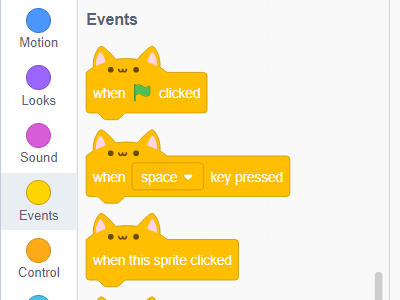 Motion
Looks
Sound
Events
Control
Events
when clicked
when space key pressed
when this sprite clicked